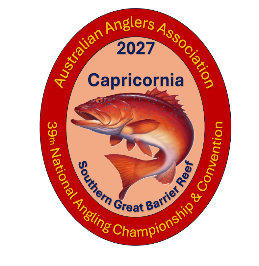 Australian Anglers Association
2027
Capricornia
Southern Great Barrier Reef
39th National Angling Championship & Convention